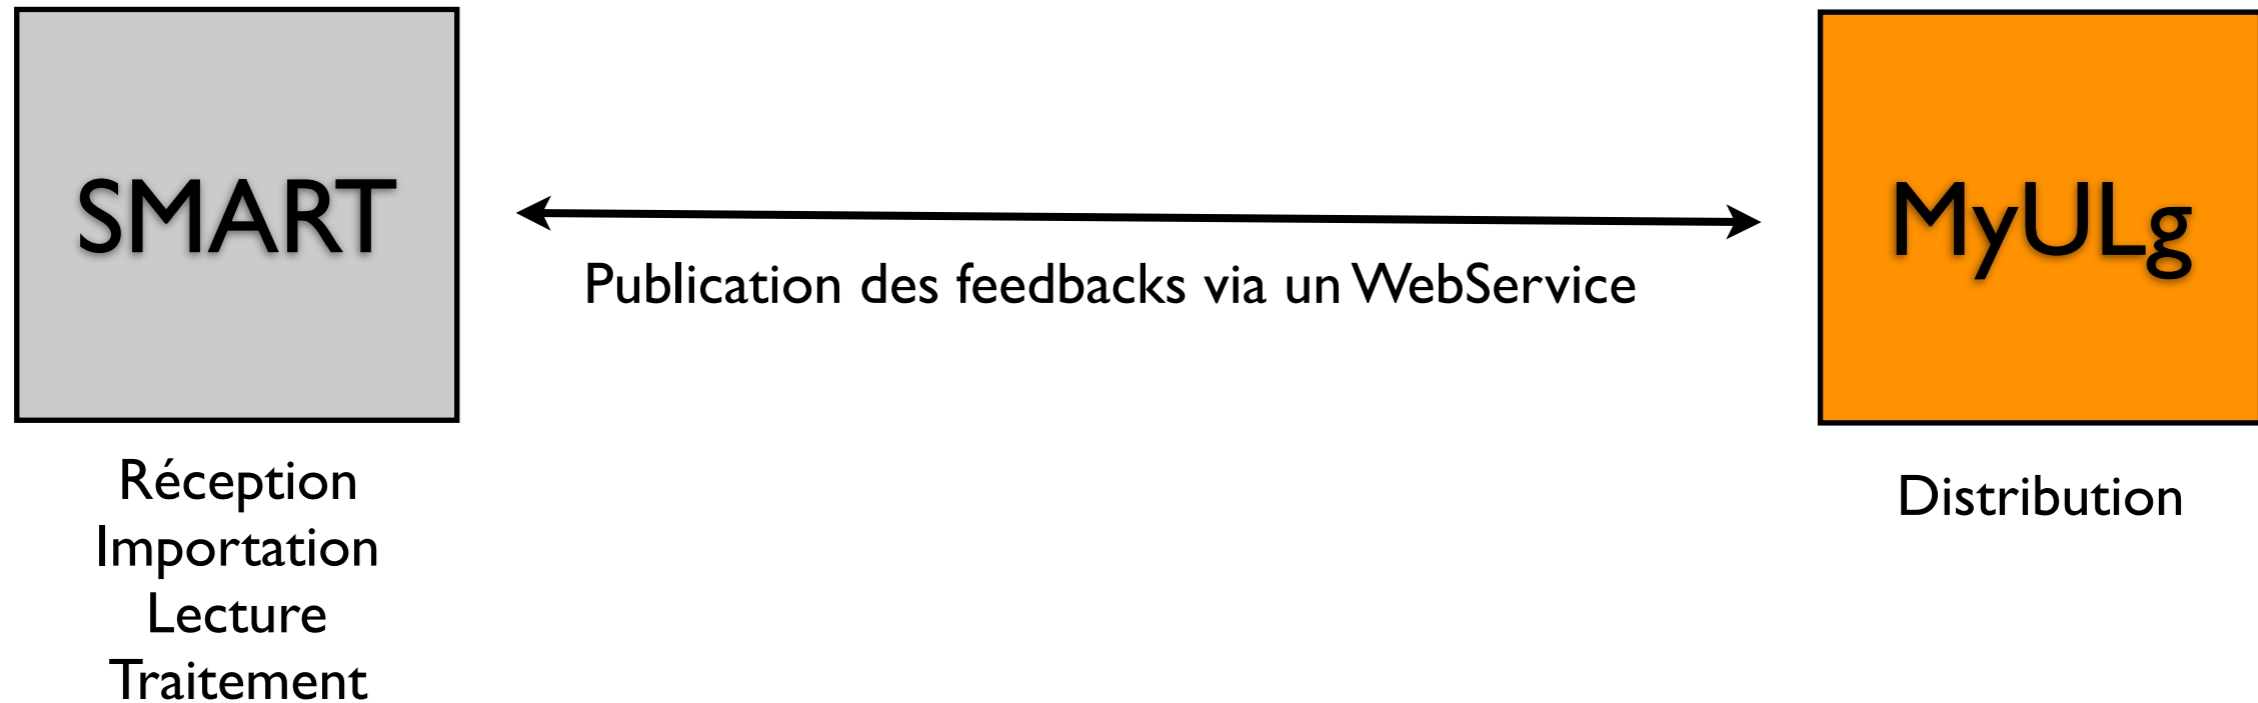 SMART
MyULg
Publication des feedbacks via un WebService
Réception
Importation
Lecture
Traitement
Distribution